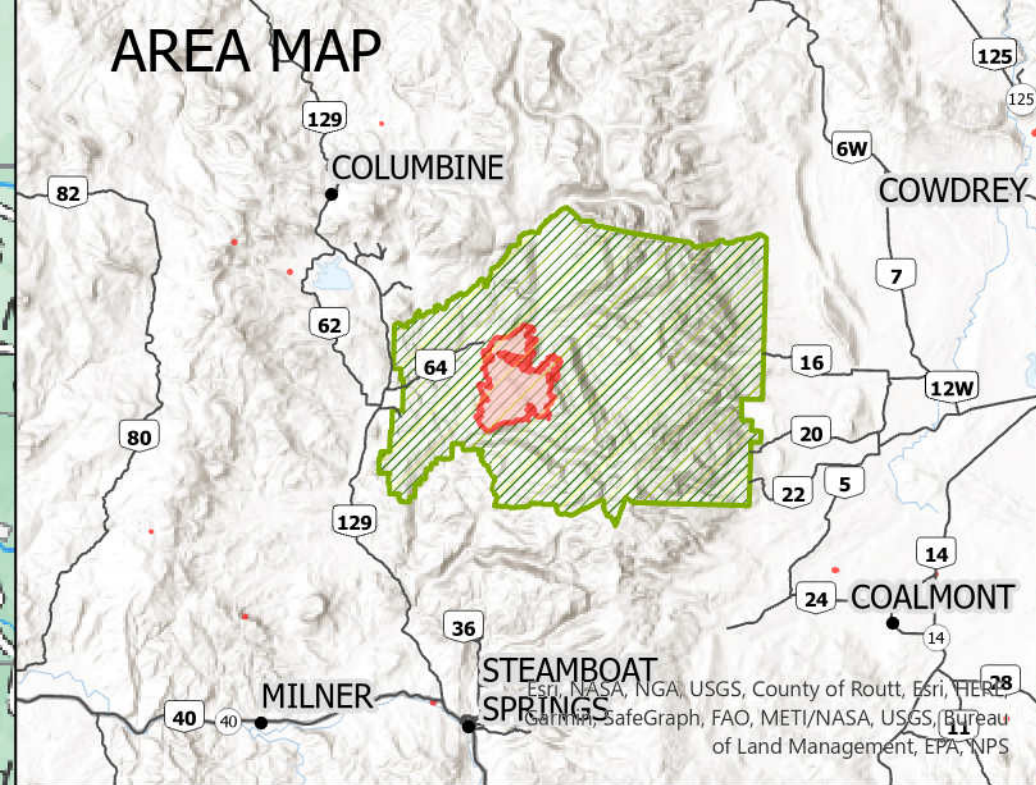 AREA MAP
125
125
129
6W
COLUMBINE
82
COWDREY
7
62
16
64
12W
20
80
22
5
129
14
24
COALMONT
36
14
STEAMBOAT
SPRINGS
28
MILNER
40
40
11
Esri, NASA, NGA, USGS, County of Routt, Esri, HERE,
Garmin, SafeGraph, FAO, METI/NASA, USGS, Bureau
of Land Management, EPA, NPS